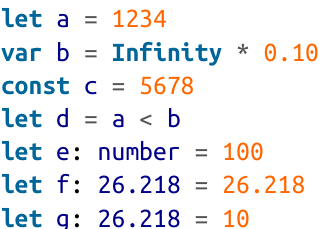 let a = 1234
var b = Infinity * 0.10
const c = 5678
let d = a < b
let e: number = 100
let f: 26.218 = 26.218
let g: 26.218 = 10